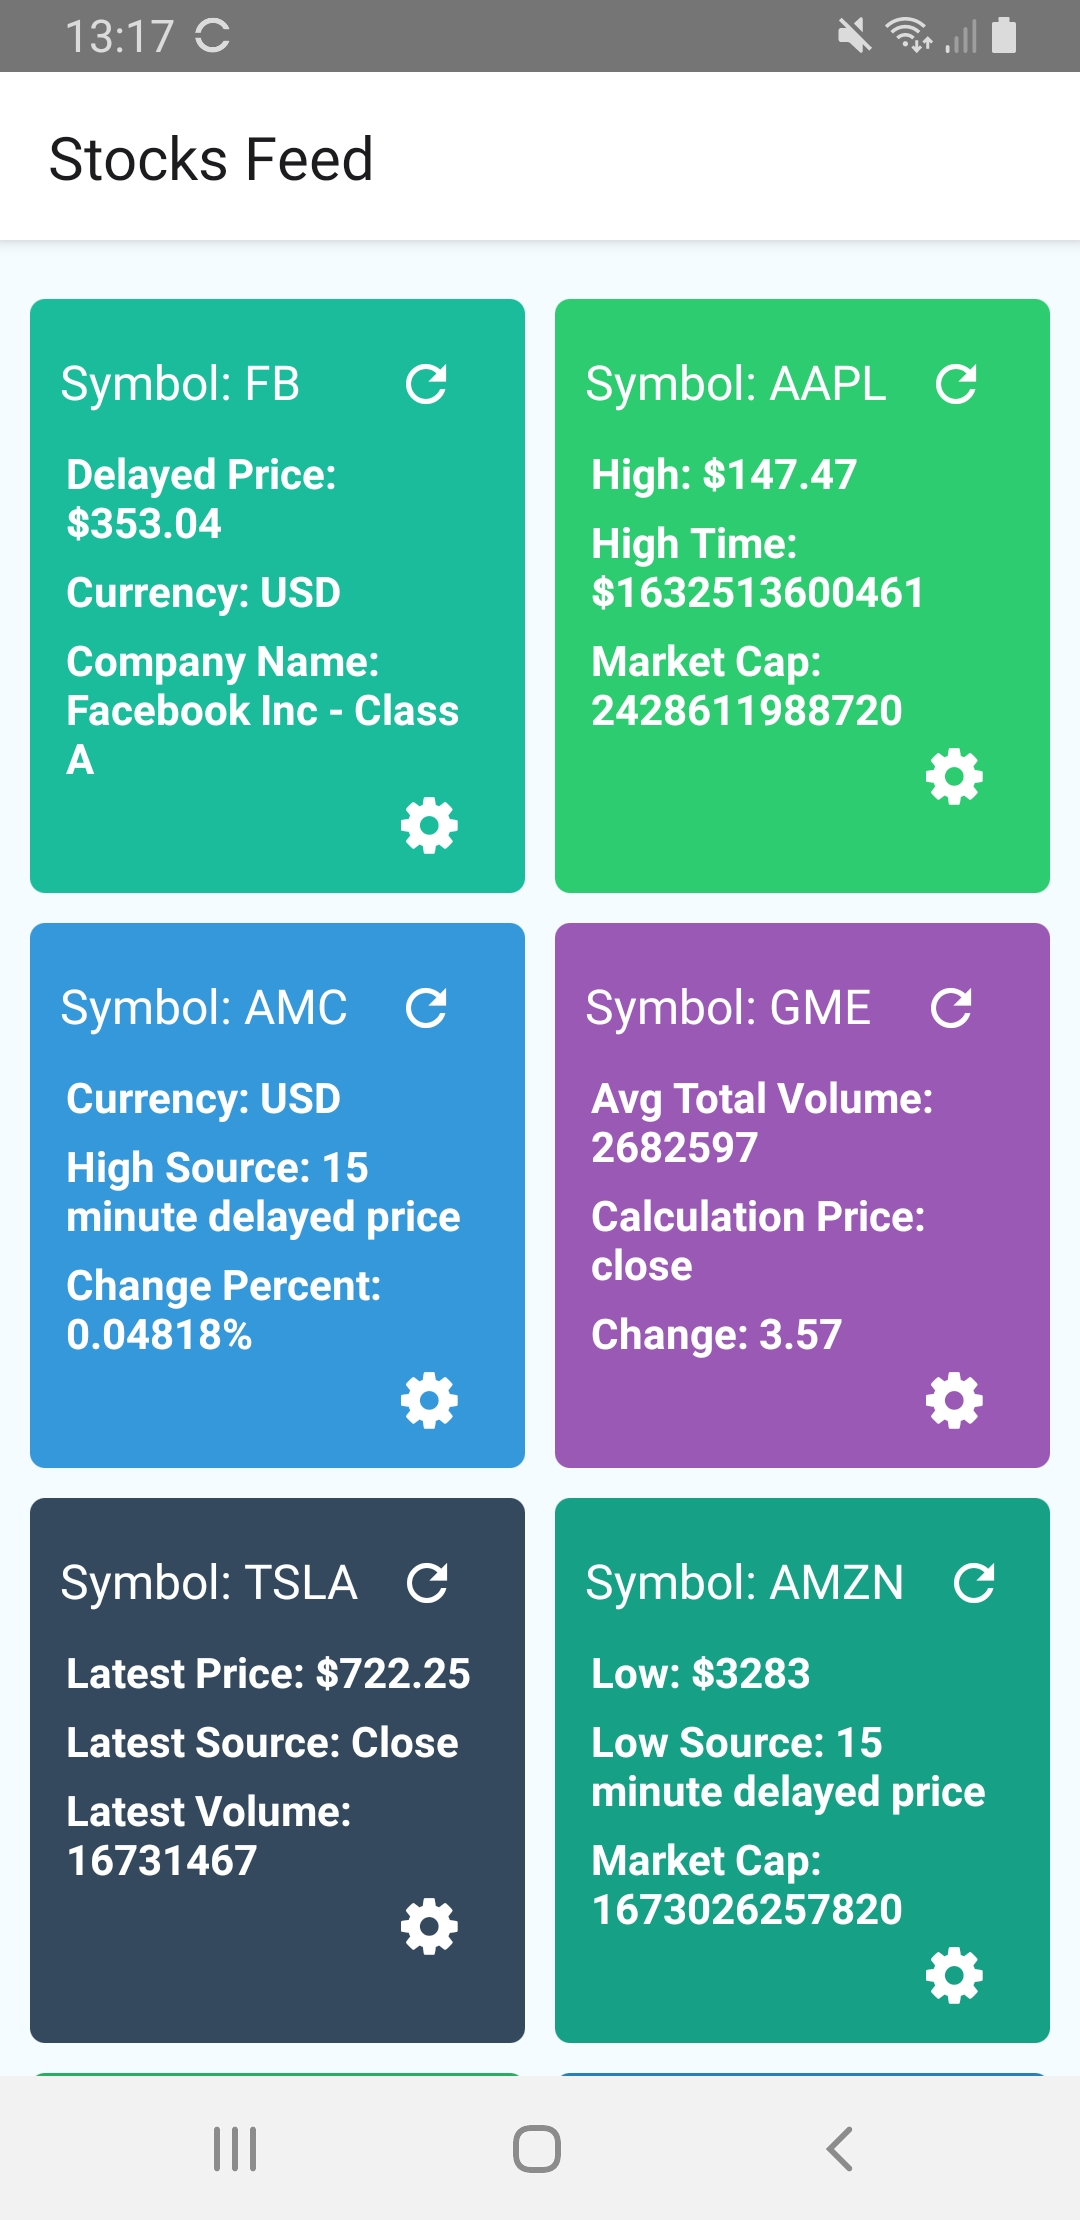 13:17
Stocks Feed
Symbol: FB
Delayed Price:
$353.04
Currency: USD
Company Name:
Facebook Inc - Class
A
Symbol: AAPL
High: $147.47
High Time:
$1632513600461
Market Cap:
2428611988720
Symbol: AMC
Currency: USD
High Source: 15
minute delayed price
Change Percent:
0.04818%
Symbol: GME
Avg Total Volume:
2682597
Calculation Price:
close
Change: 3.57
Symbol: TSLA
Latest Price: $722.25
Latest Source: Close
Latest Volume:
16731467
Symbol: AMZN
Low: $3283
Low Source: 15
minute delayed price
Market Cap:
1673026257820